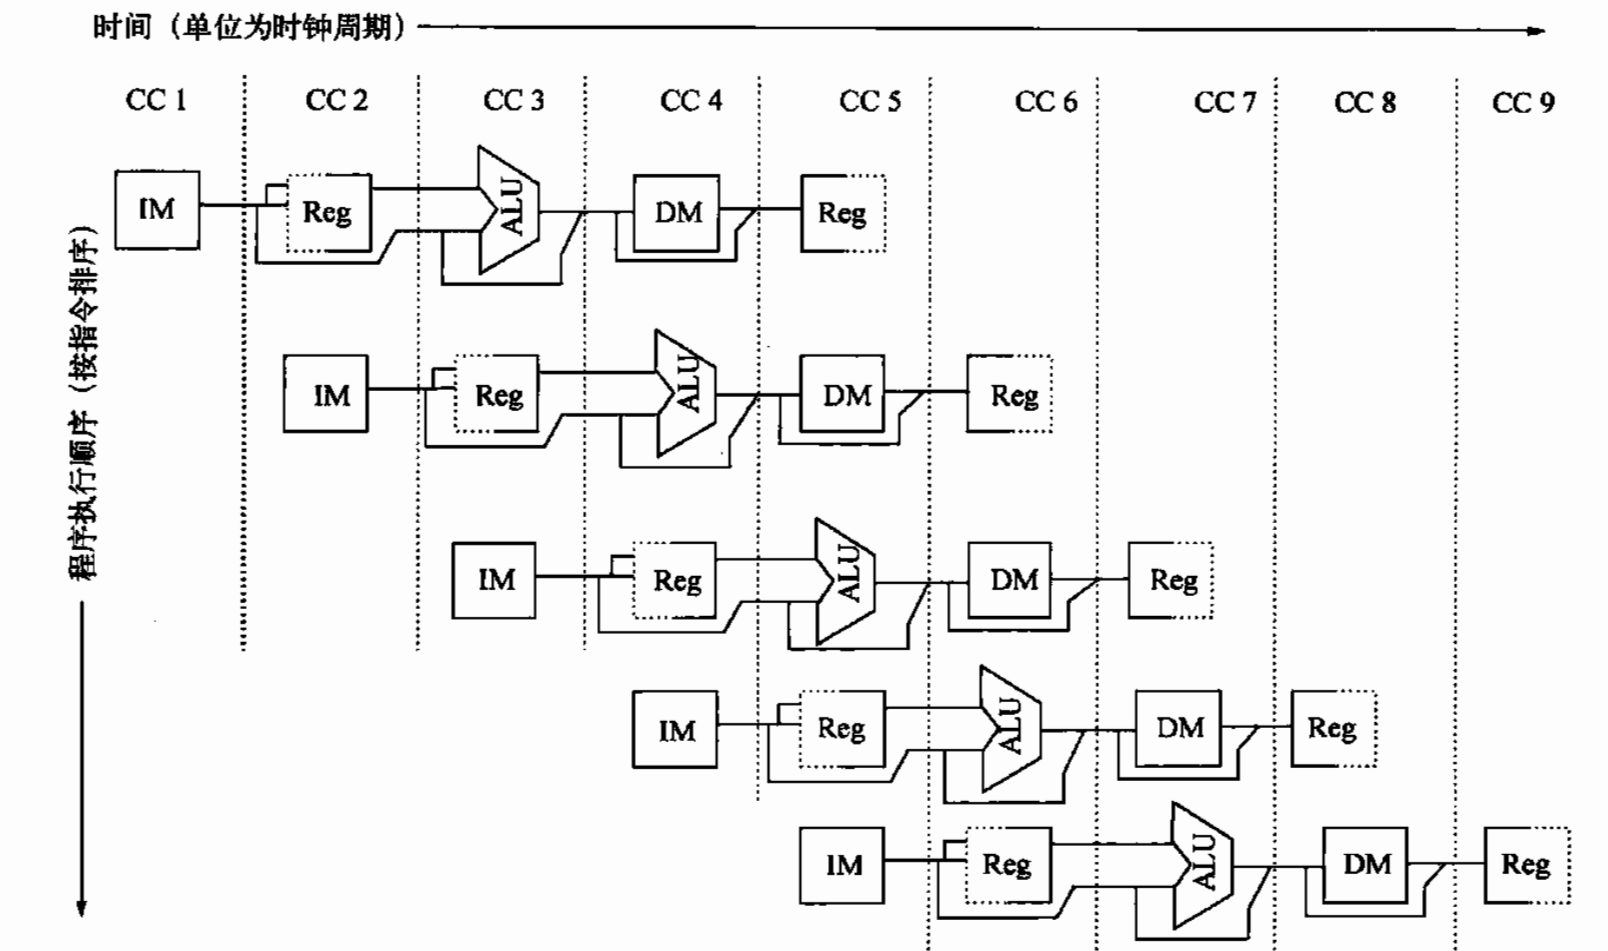 时间（单位为时钟周期）
CC 1 CC 2 CC 3 CC 4 CC 5 CC 6 CC 7 CC 8 CC 9
程序执行顺序（按指令排序）
IM Reg ALU DM Reg
IM Reg ALU DM Reg
IM Reg ALU DM Reg
IM Reg ALU DM Reg
IM Reg ALU DM Reg